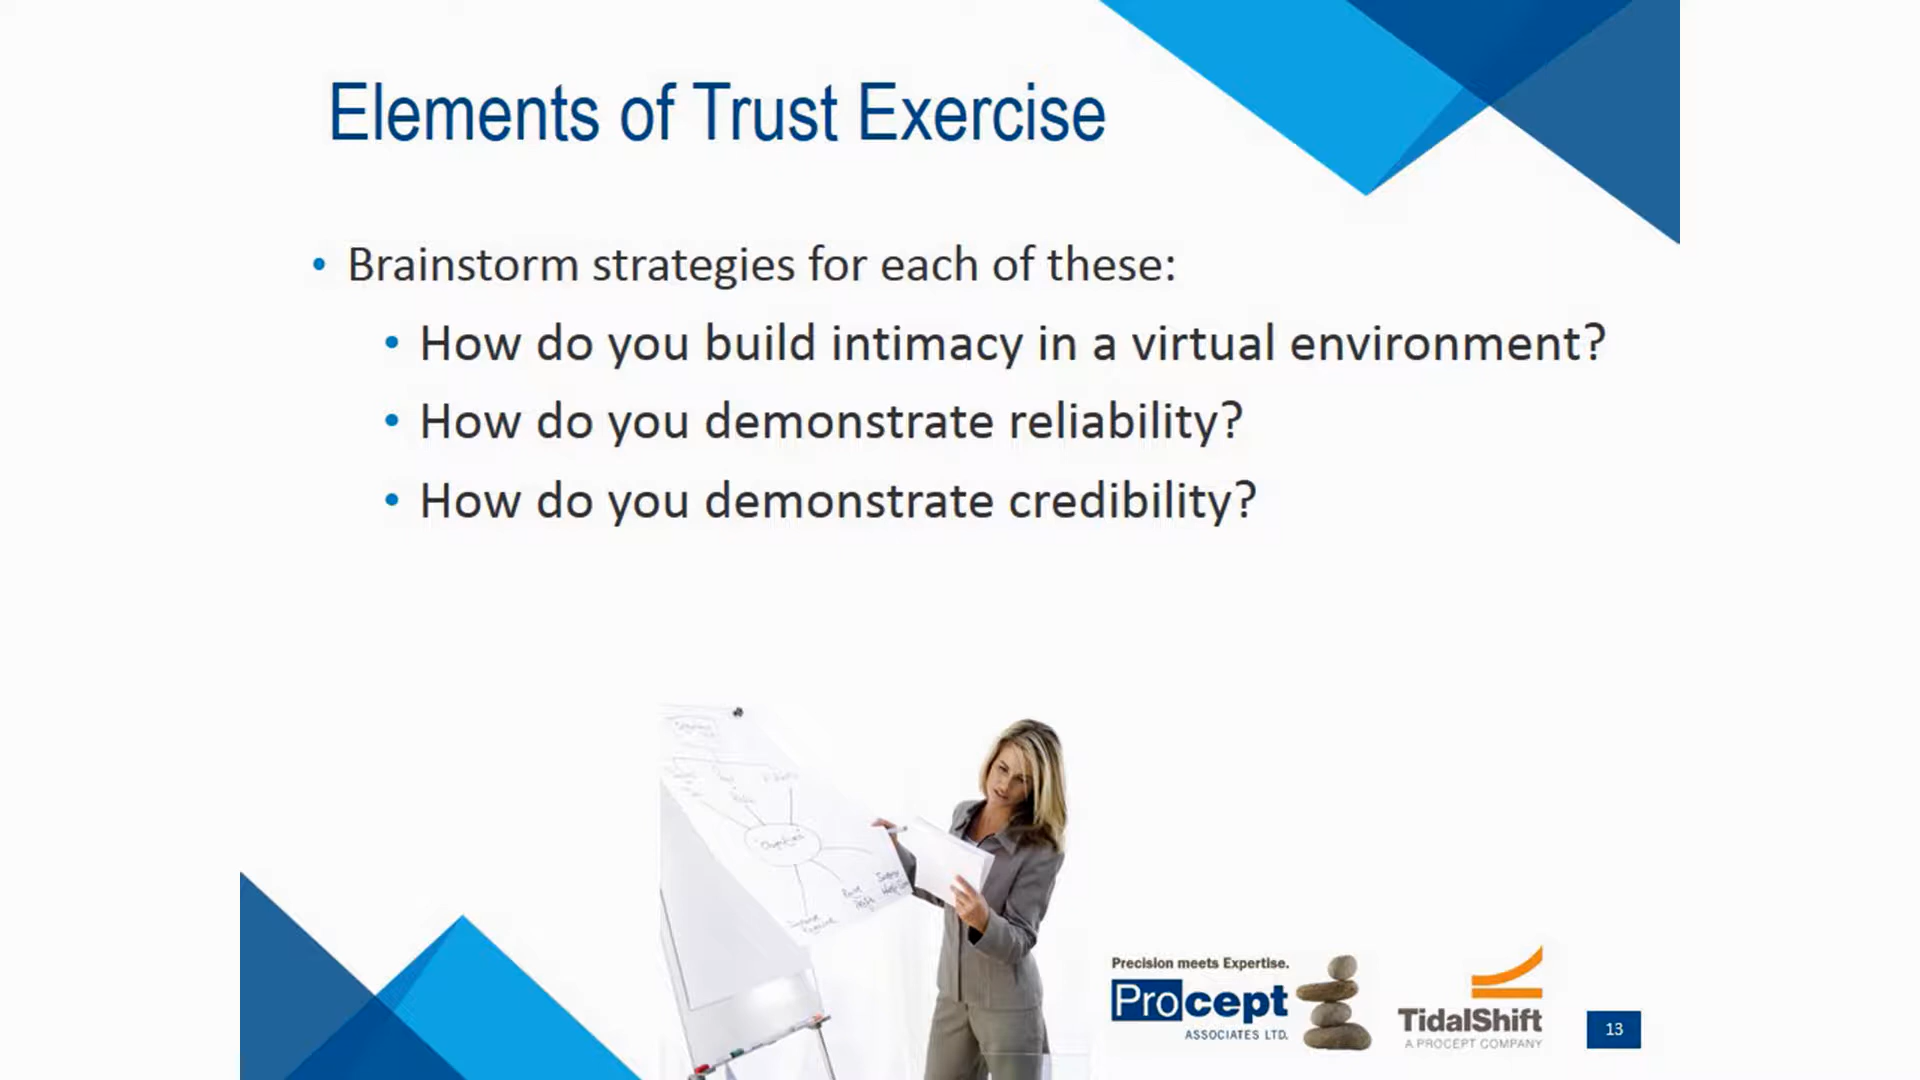 Elements of Trust Exercise
• Brainstorm strategies for each of these:
• How do you build intimacy in a virtual environment?
• How do you demonstrate reliability?
• How do you demonstrate credibility?
Precision meets Expertise.
Procept
ASSOCIATES LTD.
TidalShift
A PROCEPT COMPANY
13